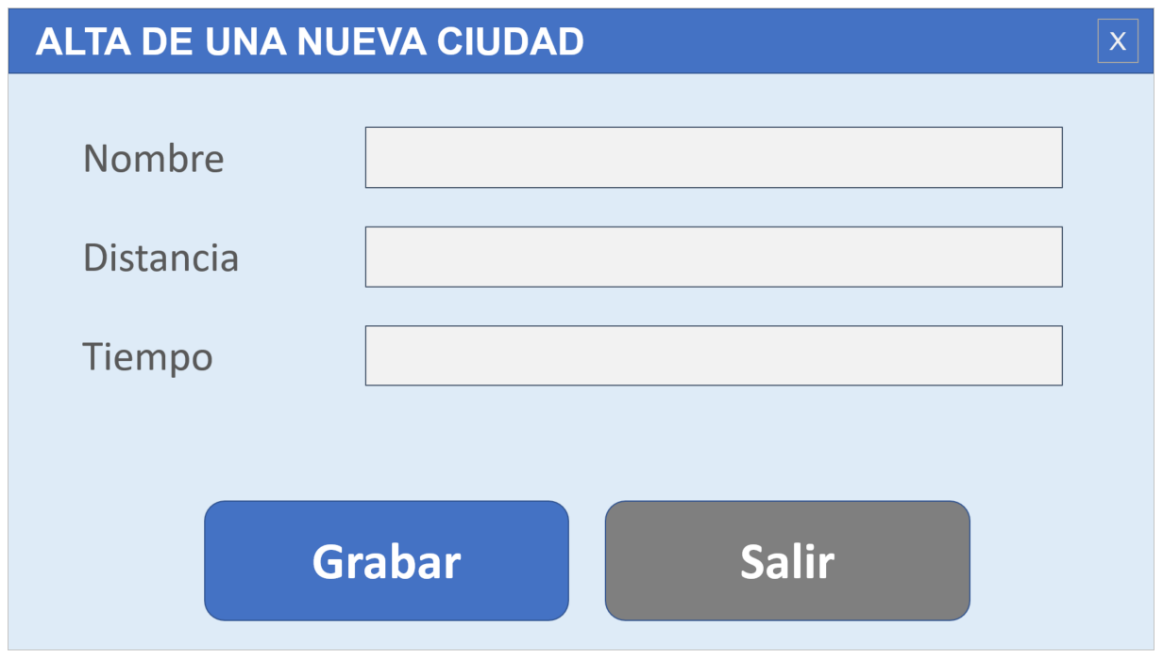 ALTA DE UNA NUEVA CIUDAD X
Nombre
Distancia
Tiempo
Grabar Salir